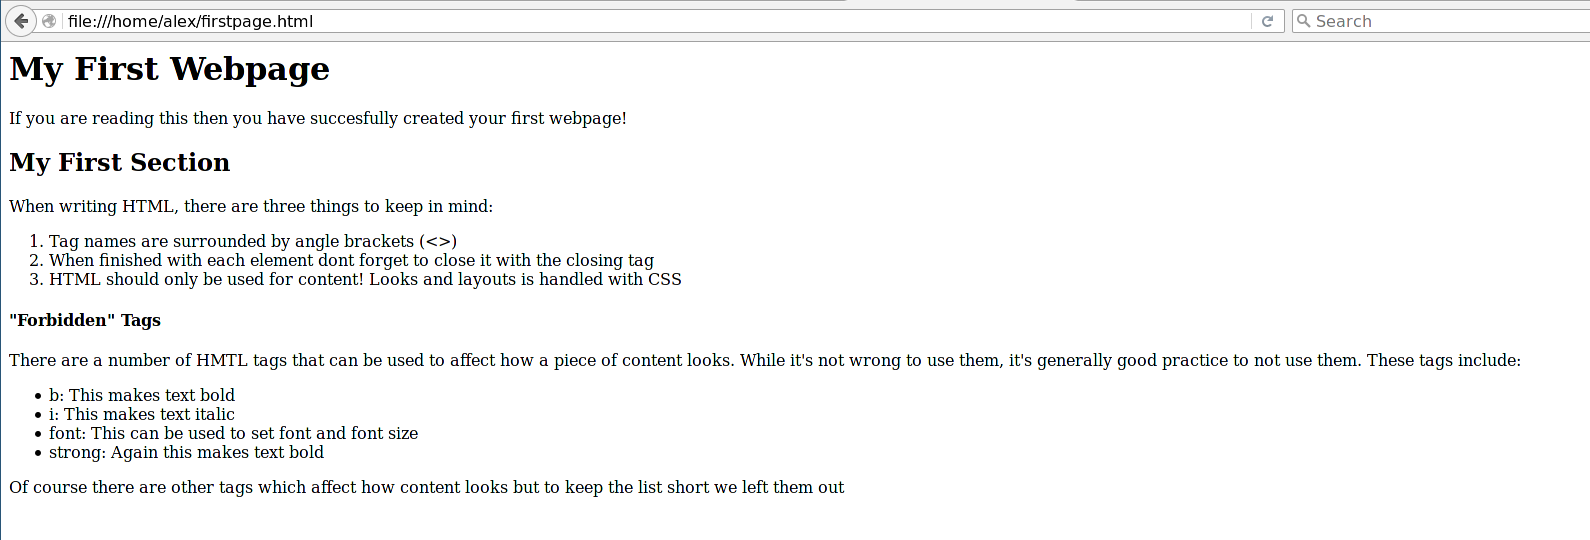 file:///home/alex/firstpage.html
Search
My First Webpage
If you are reading this then you have succesfully created your first webpage!
My First Section
When writing HTML, there are three things to keep in mind:
1. Tag names are surrounded by angle brackets (<>)
2. When finished with each element dont forget to close it with the closing tag
3. HTML should only be used for content! Looks and layouts is handled with CSS
"Forbidden" Tags
There are a number of HMTL tags that can be used to affect how a piece of content looks. While it's not wrong to use them, it's generally good practice to not use them. These tags include:
• b: This makes text bold
• i: This makes text italic
• font: This can be used to set font and font size
• strong: Again this makes text bold
Of course there are other tags which affect how content looks but to keep the list short we left them out